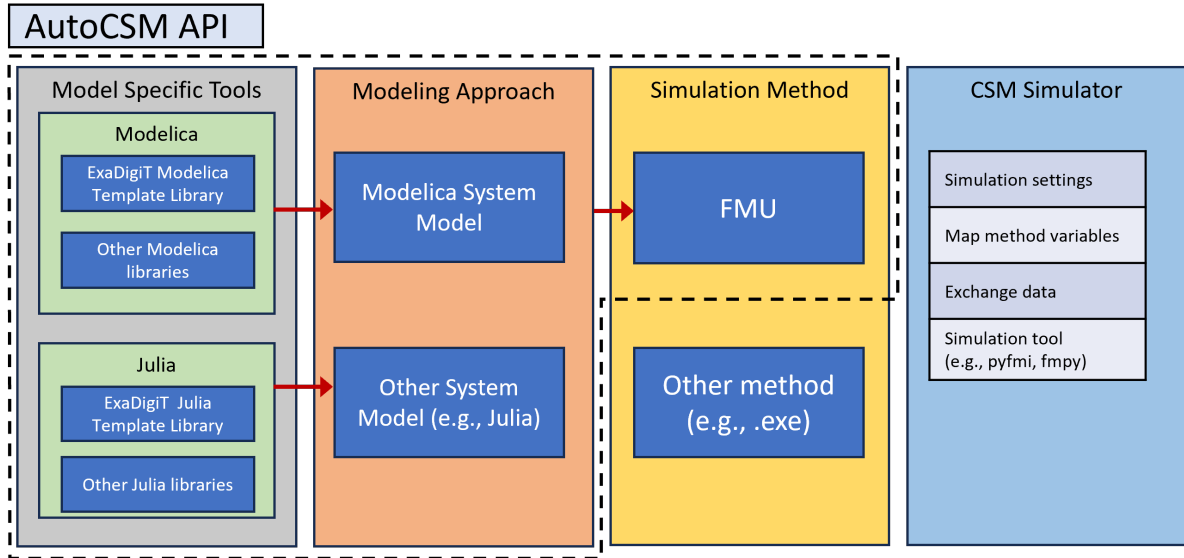 AutoCSM API
Model Specific Tools
Modelica
ExaDigiT Modelica
Template Library
Other Modelica
libraries
Julia
ExaDigiT Julia
Template Library
Other Julia libraries
Modeling Approach
Modelica System
Model
Other System
Model (e.g., Julia)
Simulation Method
FMU
Other method
(e.g., .exe)
CSM Simulator
Simulation settings
Map method variables
Exchange data
Simulation tool
(e.g., pyfmi, fmpy)